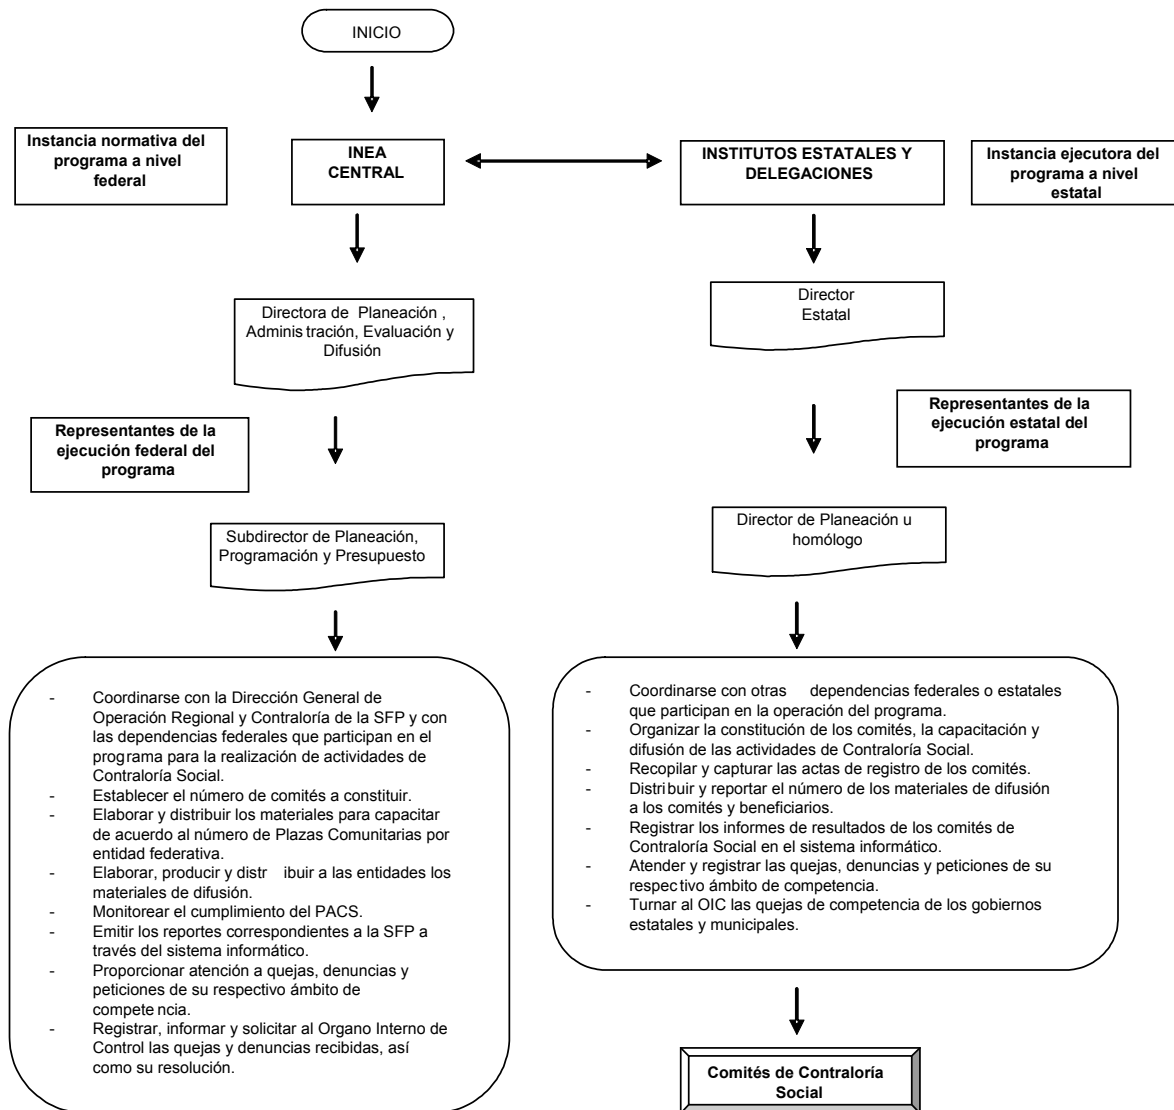 INICIO
Instancia normativa del
programa a nivel
federal
INEA
CENTRAL
INSTITUTOS ESTATALES Y
DELEGACIONES
Instancia ejecutora del
programa a nivel
estatal
Directora de Planeación ,
Adminis tración, Evaluación y
Difusión
Director
Estatal
Representantes de la
ejecución federal del
programa
Representantes de la
ejecución estatal del
programa
Subdirector de Planeación,
Programación y Presupuesto
Director de Planeación u
homólogo
- Coordinarse con la Dirección General de
Operación Regional y Contraloría de la SFP y con
las dependencias federales que participan en el
programa para la realización de actividades de
Contraloría Social.
- Establecer el número de comités a constituir.
- Elaborar y distribuir los materiales para capacitar
de acuerdo al número de Plazas Comunitarias por
entidad federativa.
- Elaborar, producir y distr ibuir a las entidades los
materiales de difusión.
- Monitorear el cumplimiento del PACS.
- Emitir los reportes correspondientes a la SFP a
través del sistema informático.
- Proporcionar atención a quejas, denuncias y
peticiones de su respectivo ámbito de
compete ncia.
- Registrar, informar y solicitar al Organo Interno de
Control las quejas y denuncias recibidas, así
como su resolución.
- Coordinarse con otras dependencias federales o estatales
que participan en la operación del programa.
- Organizar la constitución de los comités, la capacitación y
difusión de las actividades de Contraloría Social.
- Recopilar y capturar las actas de registro de los comités.
- Distribuir y reportar el número de los materiales de difusión
a los comités y beneficiarios.
- Registrar los informes de resultados de los comités de
Contraloría Social en el sistema informático.
- Atender y registrar las quejas, denuncias y peticiones de su
respectivo ámbito de competencia.
- Turnar al OIC las quejas de competencia de los gobiernos
estatales y municipales.
Comités de Contraloría
Social